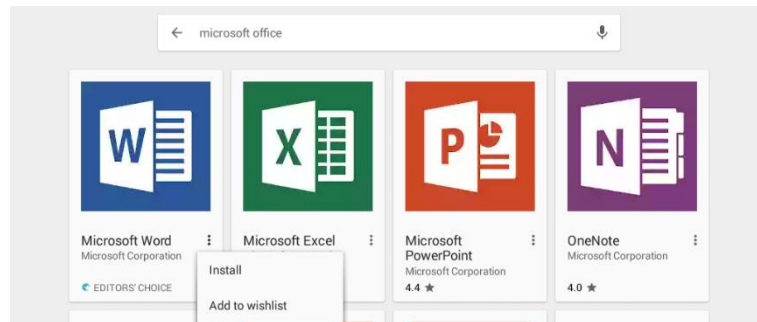 microsoft office
W
X
P
N
Microsoft Word
Microsoft Corporation
EDITORS' CHOICE
Microsoft Excel
Install
Add to wishlist
Microsoft
PowerPoint
Microsoft Corporation
4.4 ★
OneNote
Microsoft Corporation
4.0 ★